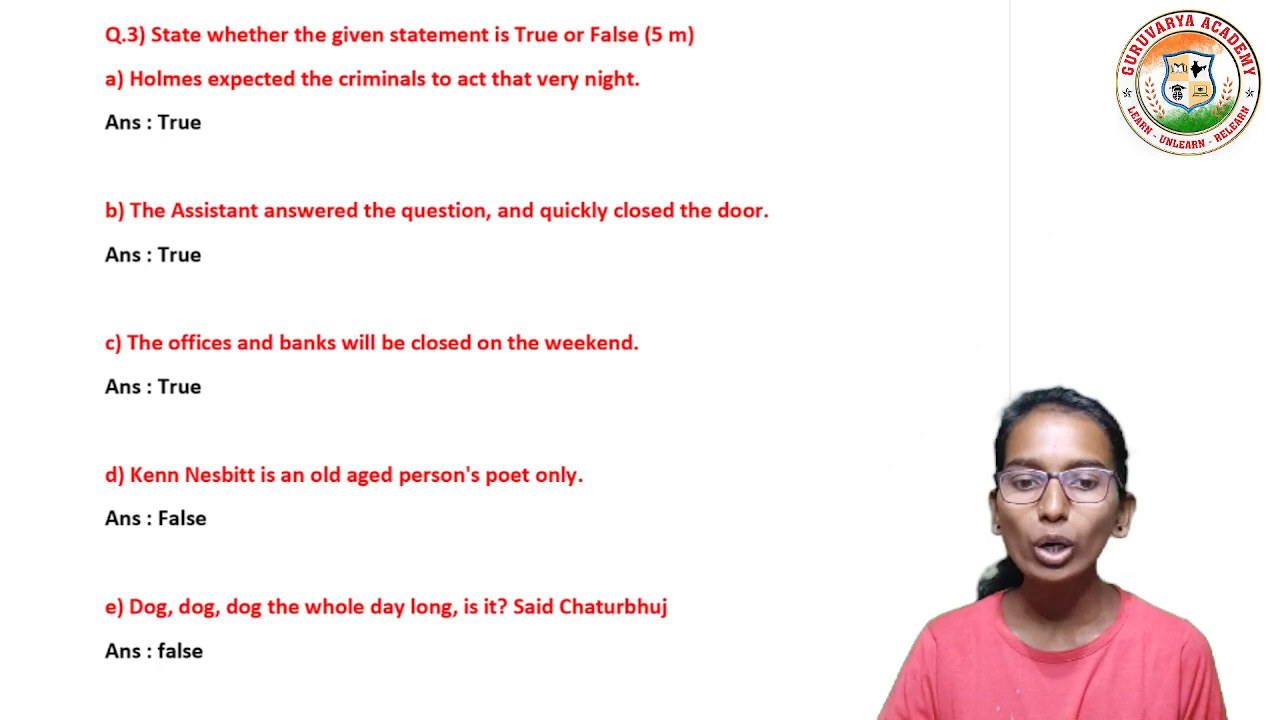 Q.3) State whether the given statement is True or False (5 m)
a) Holmes expected the criminals to act that very night.
Ans : True
b) The Assistant answered the question, and quickly closed the door.
Ans : True
c) The offices and banks will be closed on the weekend.
Ans : True
d) Kenn Nesbitt is an old aged person's poet only.
Ans : False
e) Dog, dog, dog the whole day long, is it? Said Chaturbhuj
Ans : false
GURUVARYA ACADEMY
LEARN - UNLEARN - RELEARN